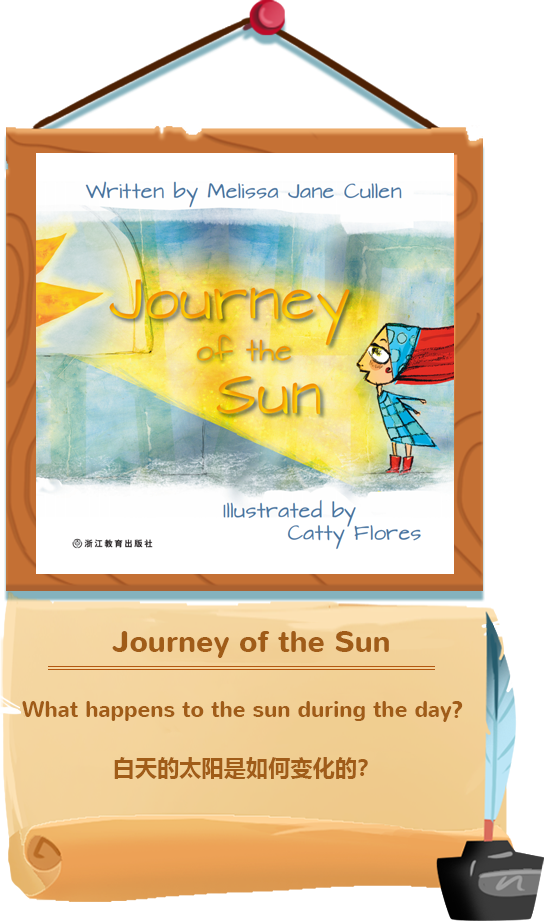 Written by Melissa Jane Cullen
Journey
of the
Sun
Illustrated by
Catty Flores
浙江教育出版社
Journey of the Sun
What happens to the sun during the day?
白天的太阳是如何变化的?